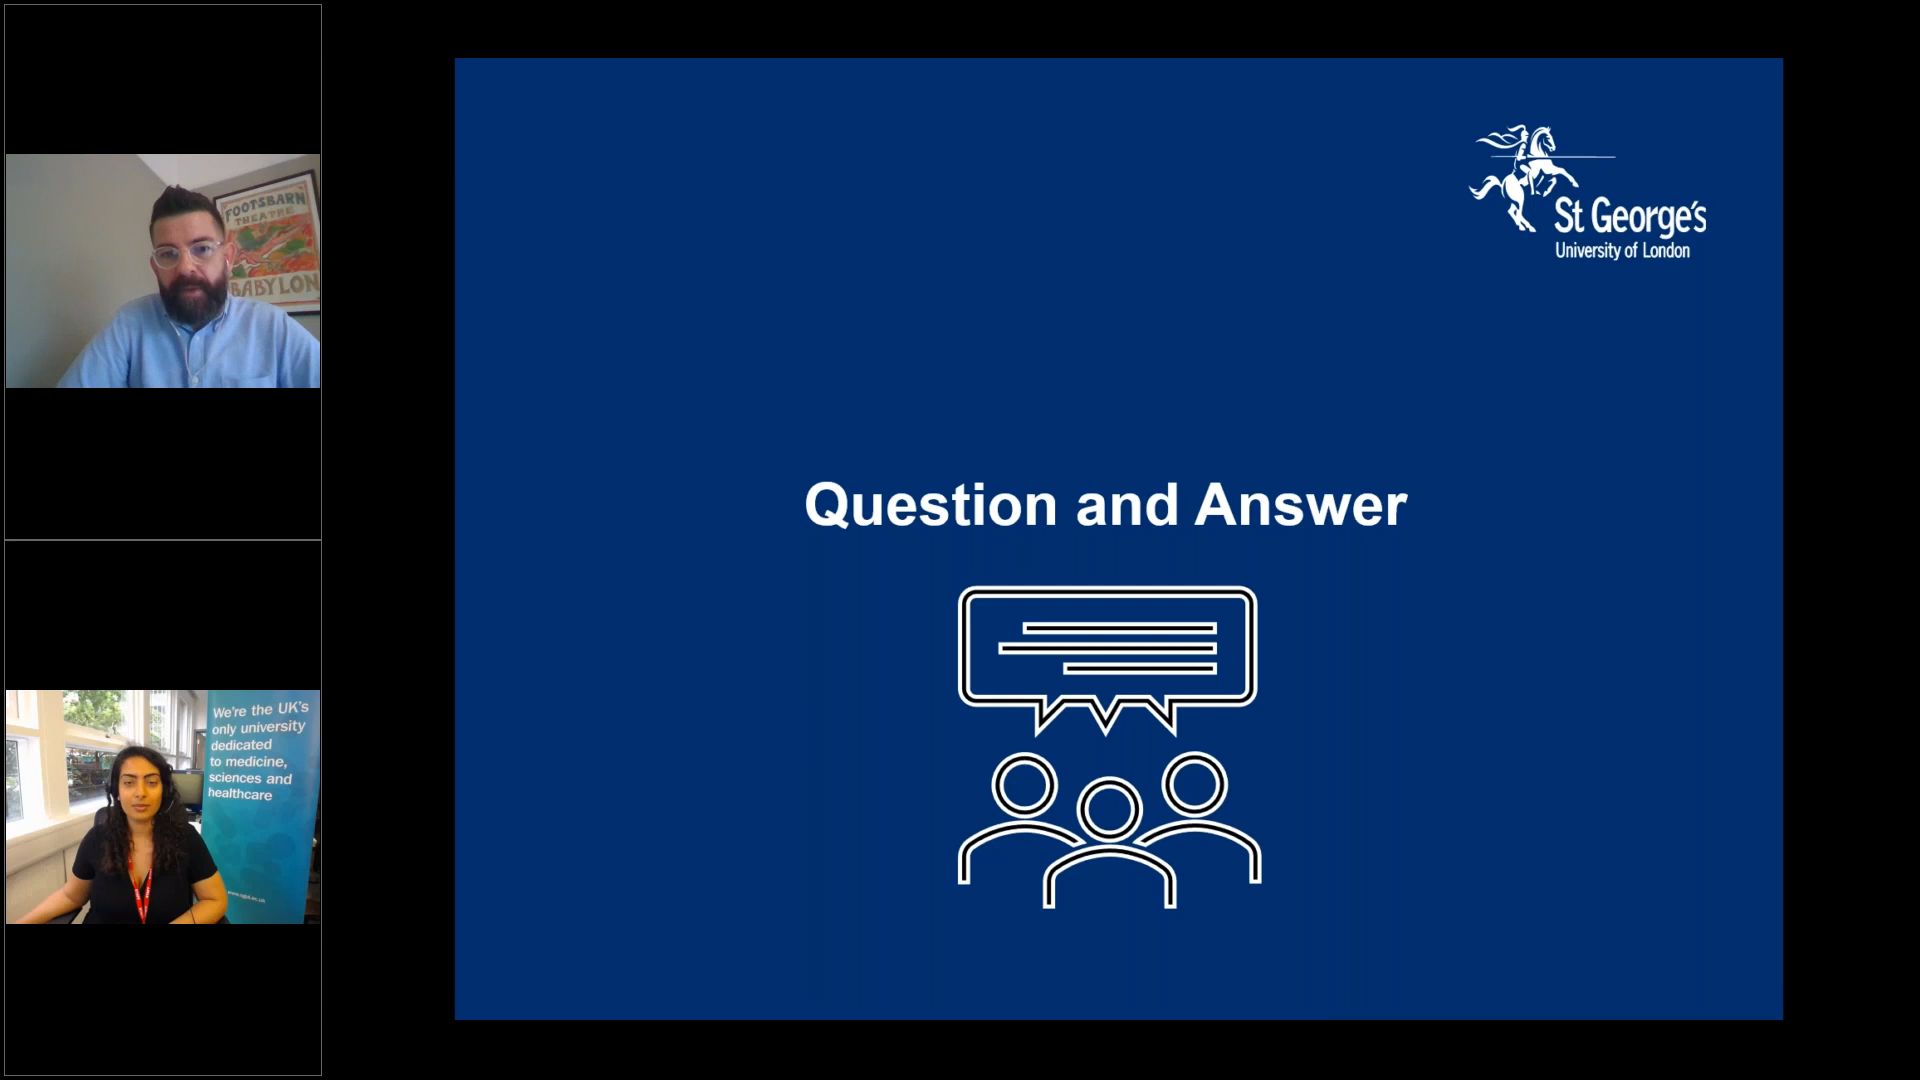 FOOTSBARN
THEATRE
BABYLON
We're the UK's
only university
dedicated
to medicine,
sciences and
healthcare
St George's
University of London
Question and Answer